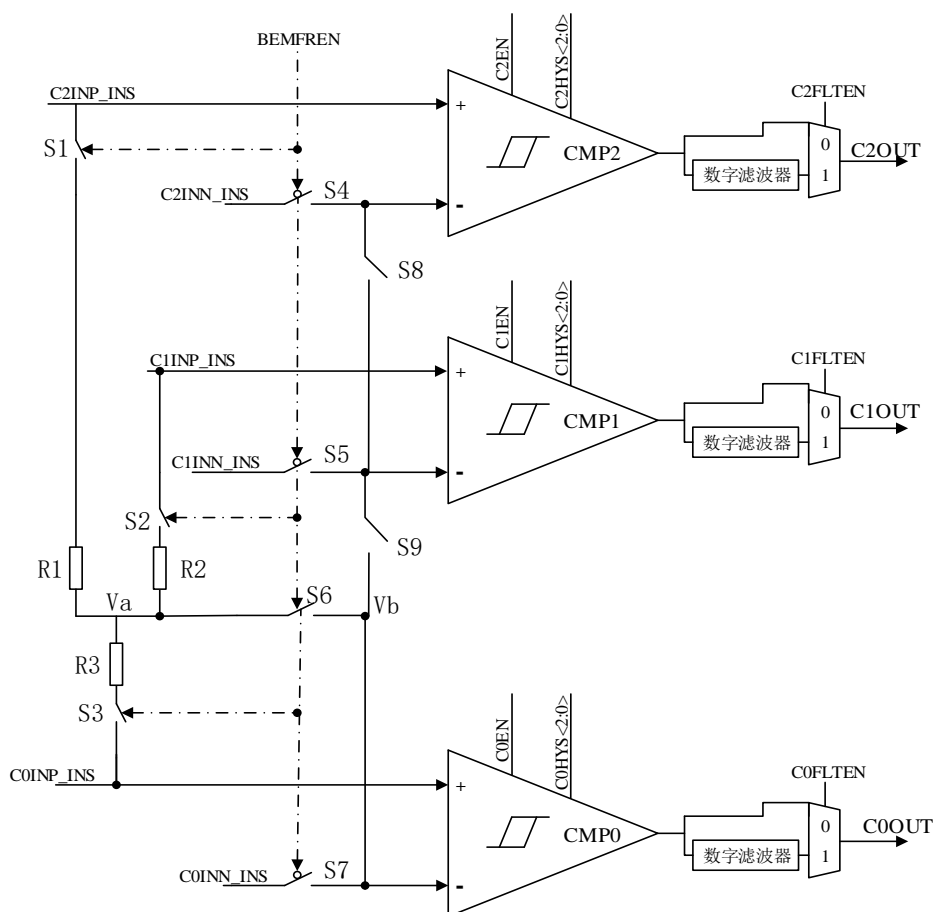 BEMFREN
C2EN
C2HYS<2:0>
C2INP_INS
+
C2FLTEN
S1
CMP2
0
C2OUT
数字滤波器
1
C2INN_INS
S4
-
S8
C1EN
C1HYS<2:0>
C1INP_INS
+
C1FLTEN
CMP1
0
C1OUT
数字滤波器
1
C1INN_INS
S5
-
S2
S9
R1
R2
Va
S6
Vb
R3
S3
C0EN
C0HYS<2:0>
C0INP_INS
+
C0FLTEN
CMP0
0
C0OUT
数字滤波器
1
C0INN_INS
S7
-